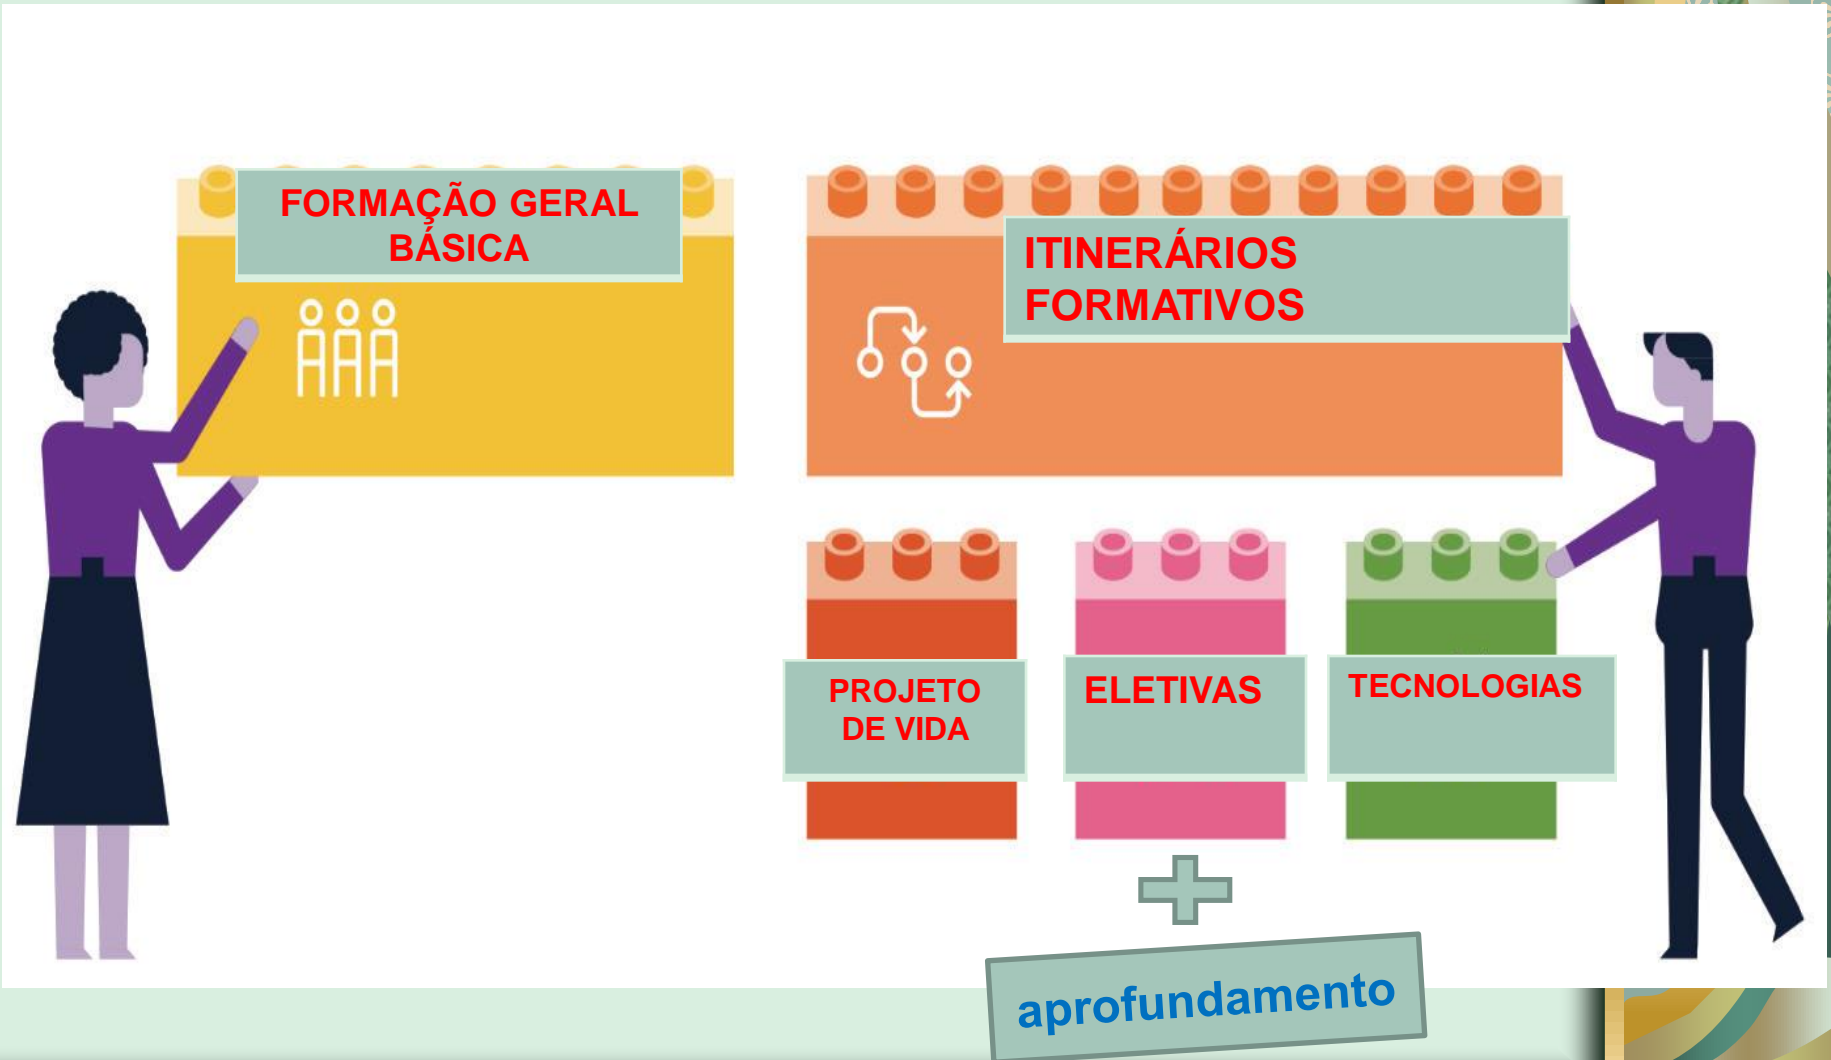 FORMAÇÃO GERAL
BÁSICA
ITINERÁRIOS
FORMATIVOS
PROJETO
DE VIDA
ELETIVAS
TECNOLOGIAS
aprofundamento